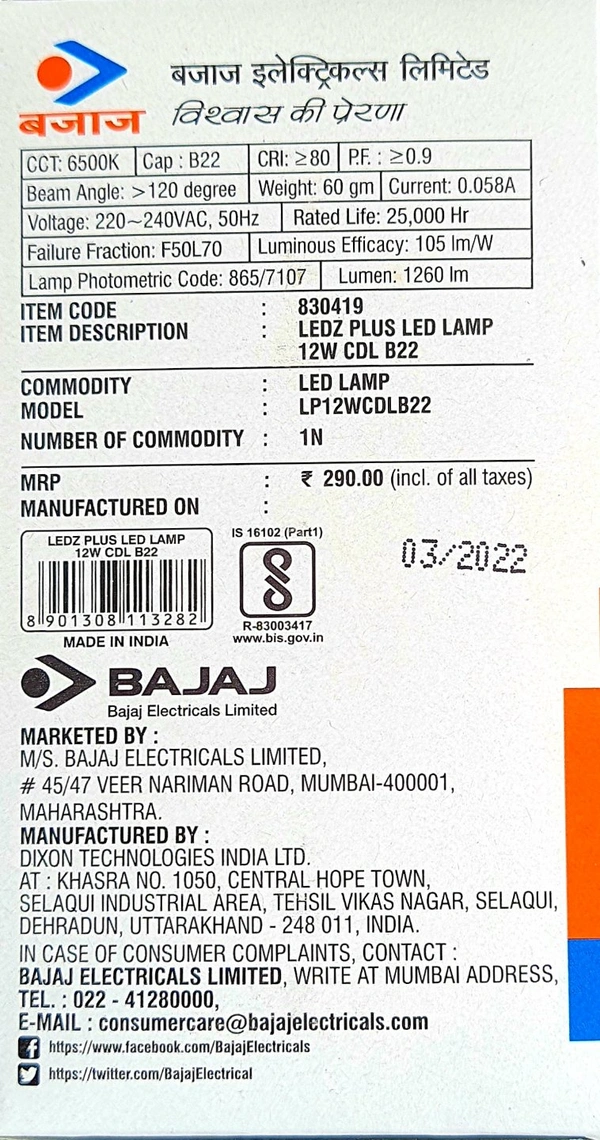 बजाज
बजाज इलेक्ट्रिकल्स लिमिटेड
विश्वास की प्रेरणा
CCT: 6500K Cap : B22 CRI: ≥80 P.F. : ≥0.9
Beam Angle: >120 degree Weight: 60 gm Current: 0.058A
Voltage: 220~240VAC, 50Hz Rated Life: 25,000 Hr
Failure Fraction: F50L70 Luminous Efficacy: 105 lm/W
Lamp Photometric Code: 865/7107 Lumen: 1260 lm
ITEM CODE : 830419
ITEM DESCRIPTION : LEDZ PLUS LED LAMP
12W CDL B22
COMMODITY : LED LAMP
MODEL : LP12WCDLB22
NUMBER OF COMMODITY : 1N
MRP : ₹ 290.00 (incl. of all taxes)
MANUFACTURED ON :
03/2022
LEDZ PLUS LED LAMP
12W CDL B22
8 901308 113282
MADE IN INDIA
IS 16102 (Part1)
R-83003417
www.bis.gov.in
BAJAJ
Bajaj Electricals Limited
MARKETED BY :
M/S. BAJAJ ELECTRICALS LIMITED,
# 45/47 VEER NARIMAN ROAD, MUMBAI-400001,
MAHARASHTRA.
MANUFACTURED BY :
DIXON TECHNOLOGIES INDIA LTD.
AT : KHASRA NO. 1050, CENTRAL HOPE TOWN,
SELAQUI INDUSTRIAL AREA, TEHSIL VIKAS NAGAR, SELAQUI,
DEHRADUN, UTTARAKHAND - 248 011, INDIA.
IN CASE OF CONSUMER COMPLAINTS, CONTACT :
BAJAJ ELECTRICALS LIMITED, WRITE AT MUMBAI ADDRESS,
TEL. : 022 - 41280000,
E-MAIL : consumercare@bajajelectricals.com
https://www.facebook.com/BajajElectricals
https://twitter.com/BajajElectrical